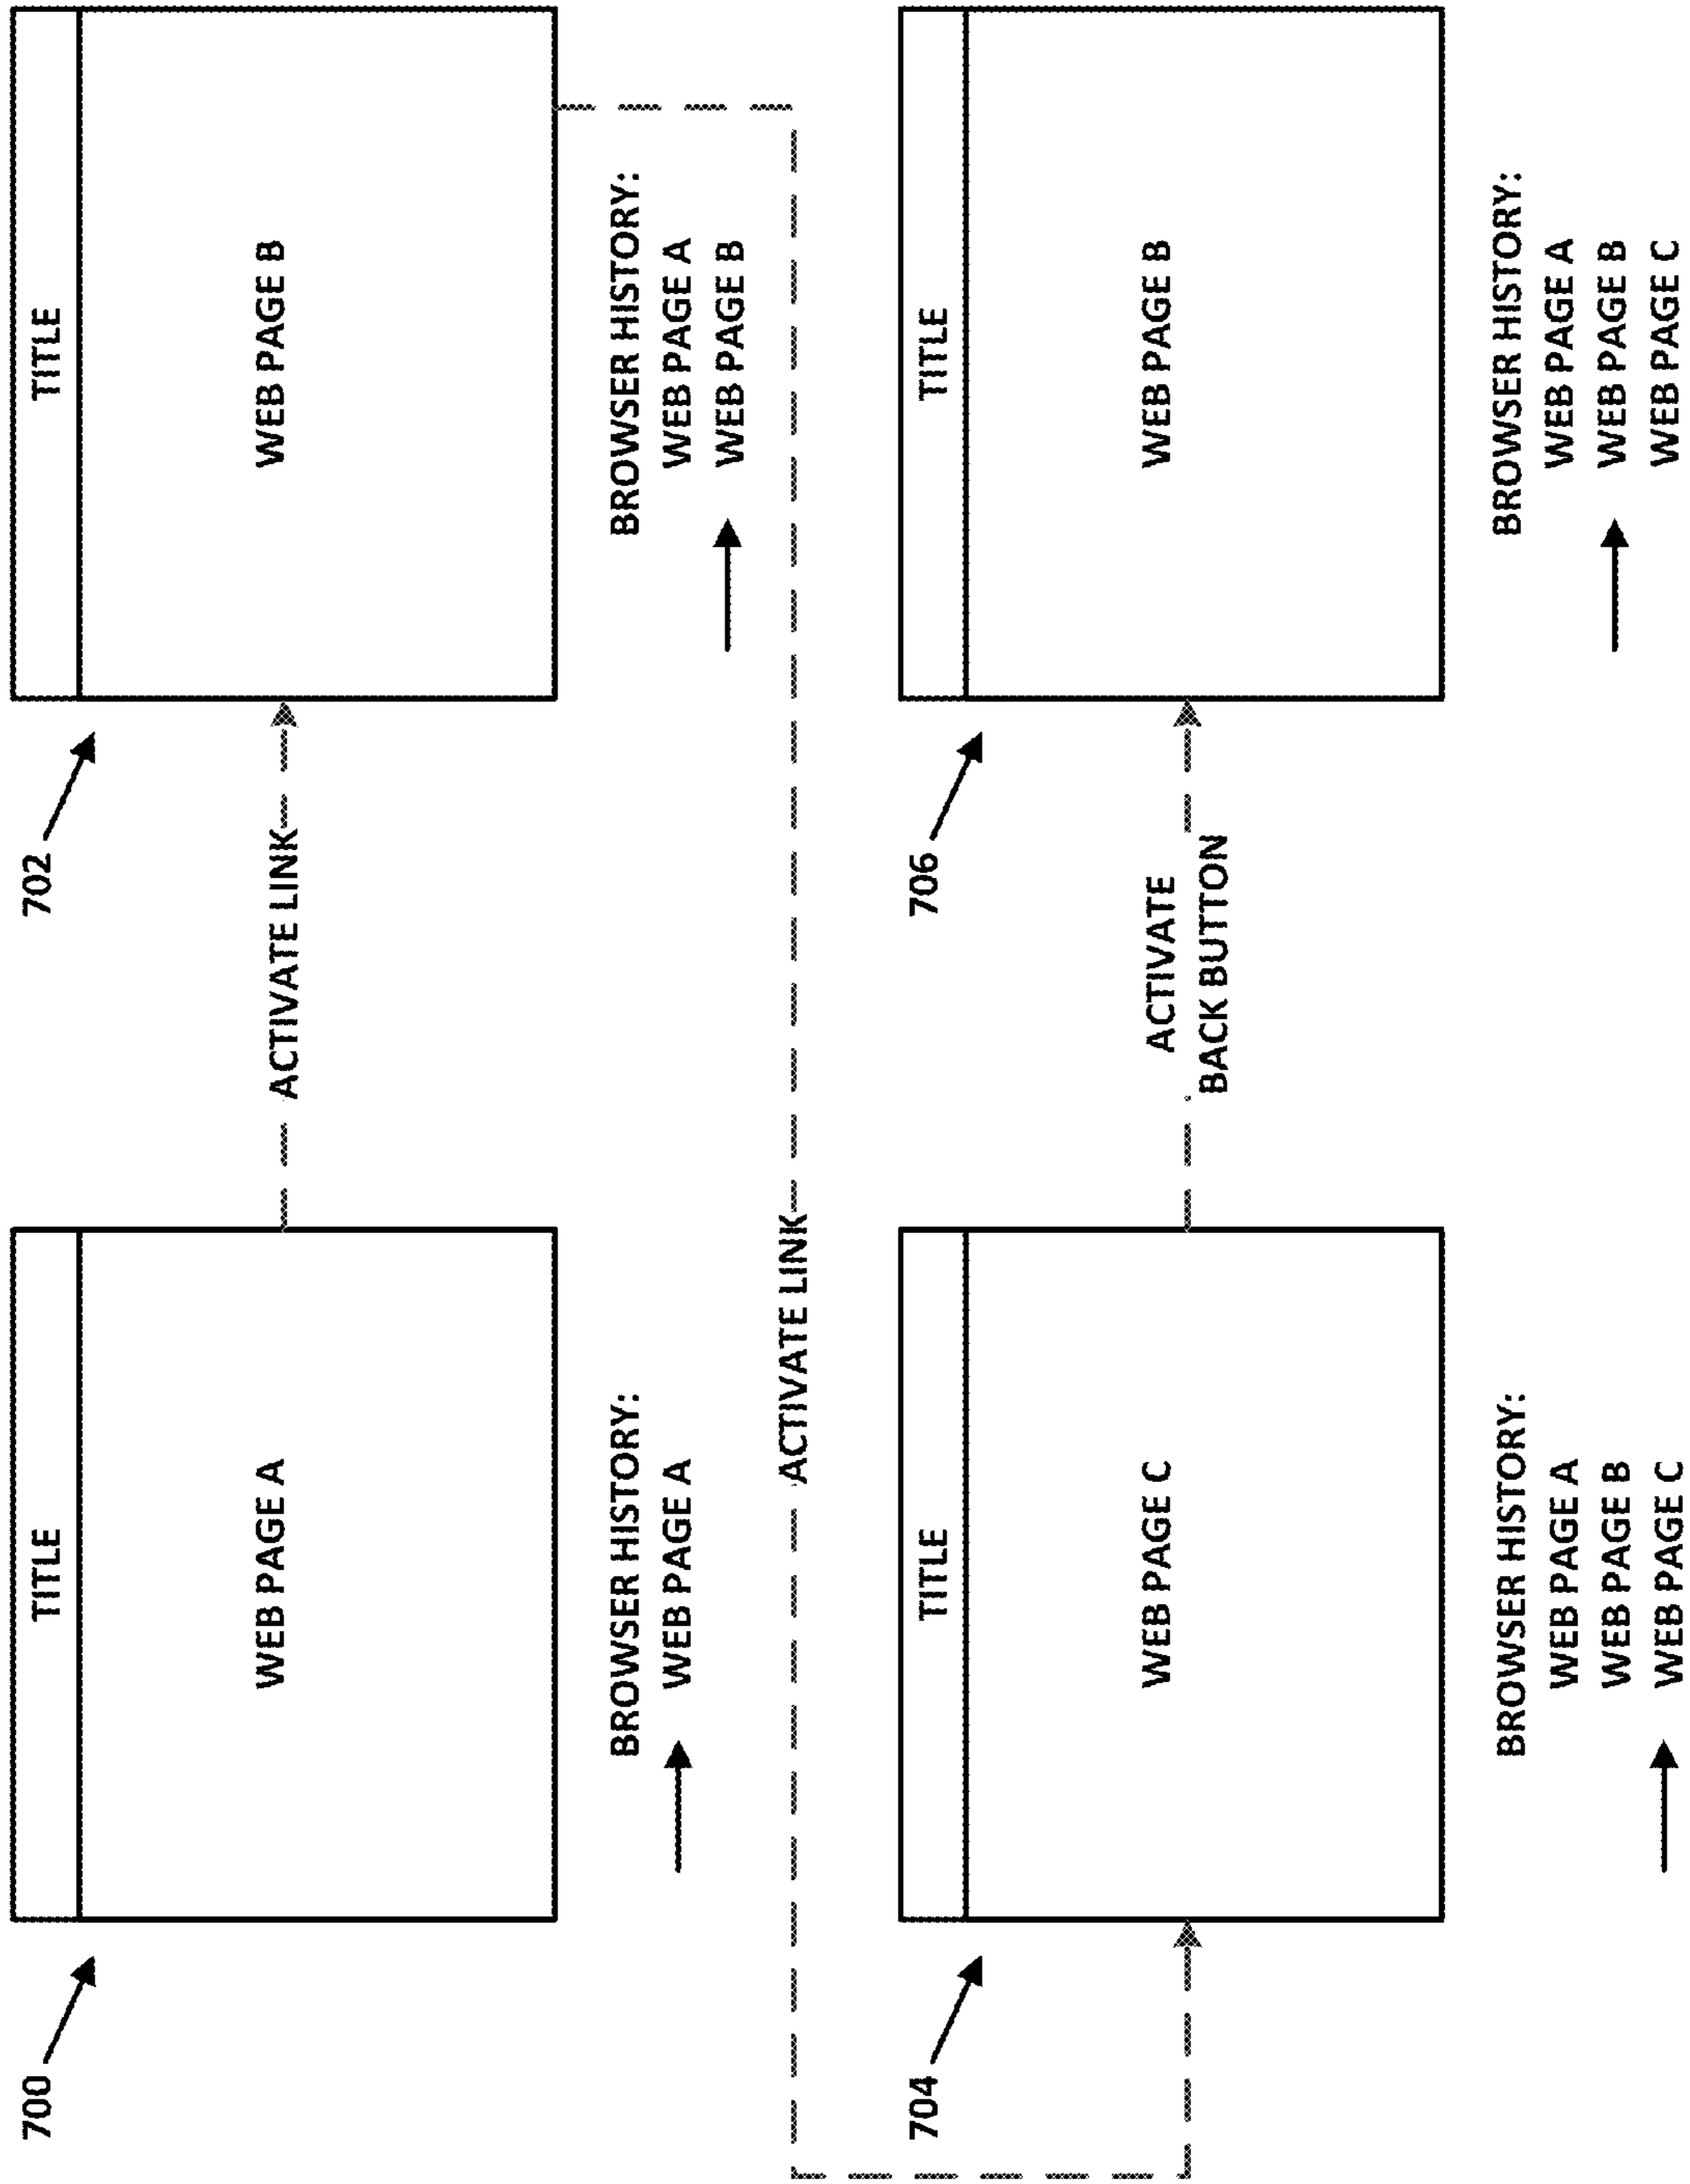 700
TITLE
WEB PAGE A
BROWSER HISTORY:
WEB PAGE A
ACTIVATE LINK
702
TITLE
WEB PAGE B
BROWSER HISTORY:
WEB PAGE A
WEB PAGE B
ACTIVATE LINK
704
TITLE
WEB PAGE C
BROWSER HISTORY:
WEB PAGE A
WEB PAGE B
WEB PAGE C
ACTIVATE
BACK BUTTON
706
TITLE
WEB PAGE B
BROWSER HISTORY:
WEB PAGE A
WEB PAGE B
WEB PAGE C